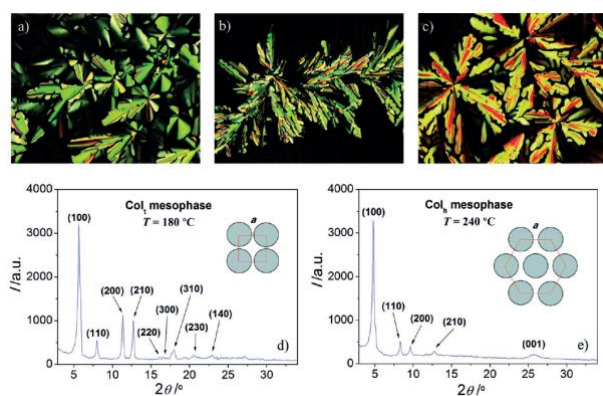 a)
b)
c)
4000
3000
2000
1000
0
I/a.u.
(100)
(110)
(200)
(210)
(220)
(300)
(310)
(230)
(140)
Colt mesophase
T = 180 °C
a
d)
5
10
15
20
25
30
2θ /°
4000
3000
2000
1000
0
I/a.u.
(100)
(110)
(200)
(210)
(001)
Colh mesophase
T = 240 °C
a
e)
5
10
15
20
25
30
2θ /°